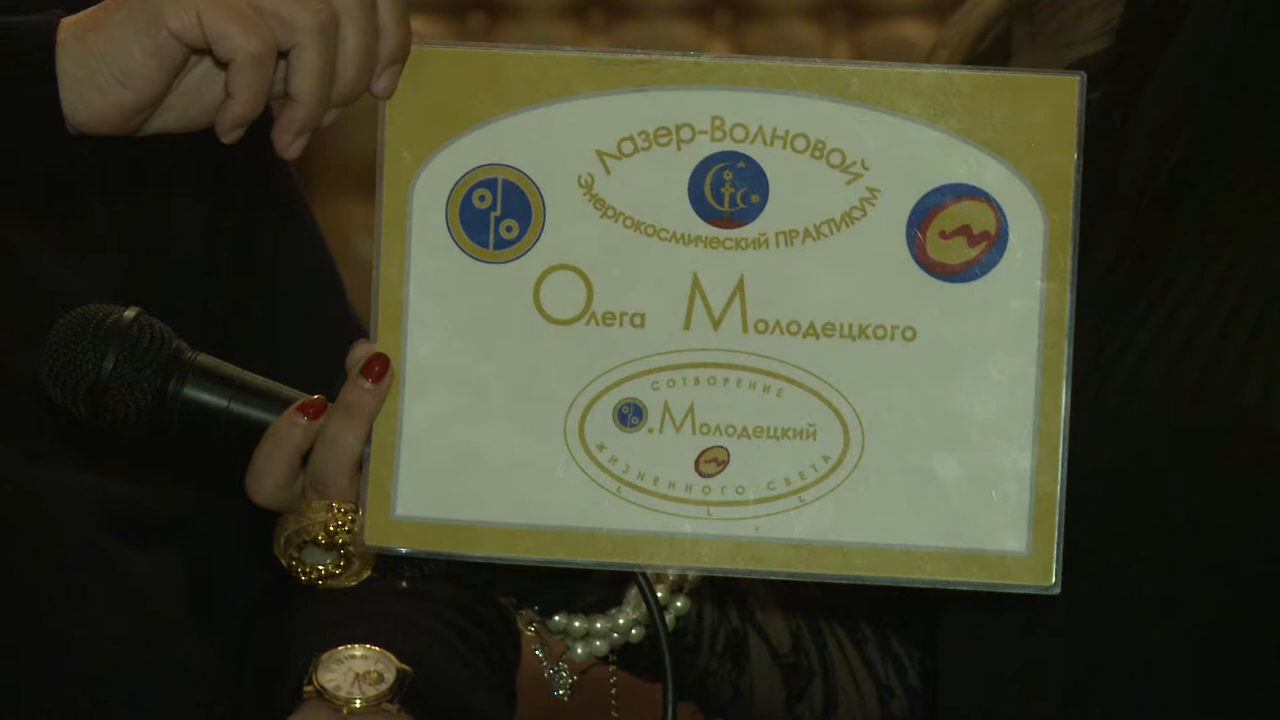 Лазер-Волновой
Энергокосмический ПРАКТИКУМ
Олега Молодецкого
СОТВОРЕНИЕ
О.Молодецкий
ЖИЗНЕННОГО СВЕТА